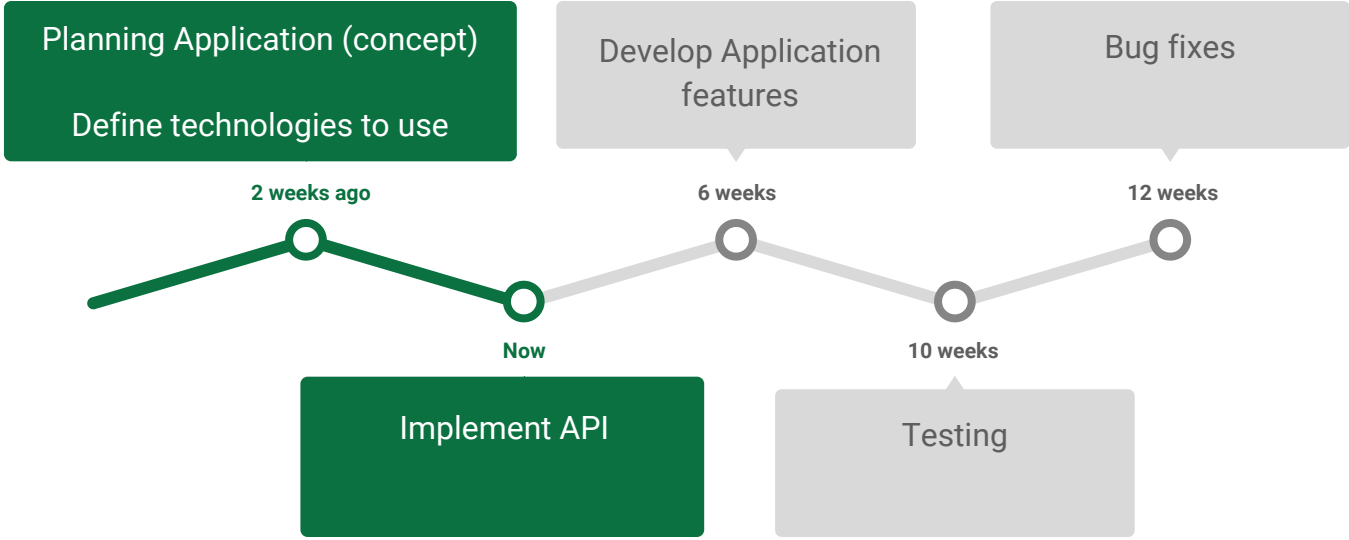 Planning Application (concept)
Define technologies to use
2 weeks ago
Now
Implement API
Develop Application
features
6 weeks
10 weeks
Testing
Bug fixes
12 weeks